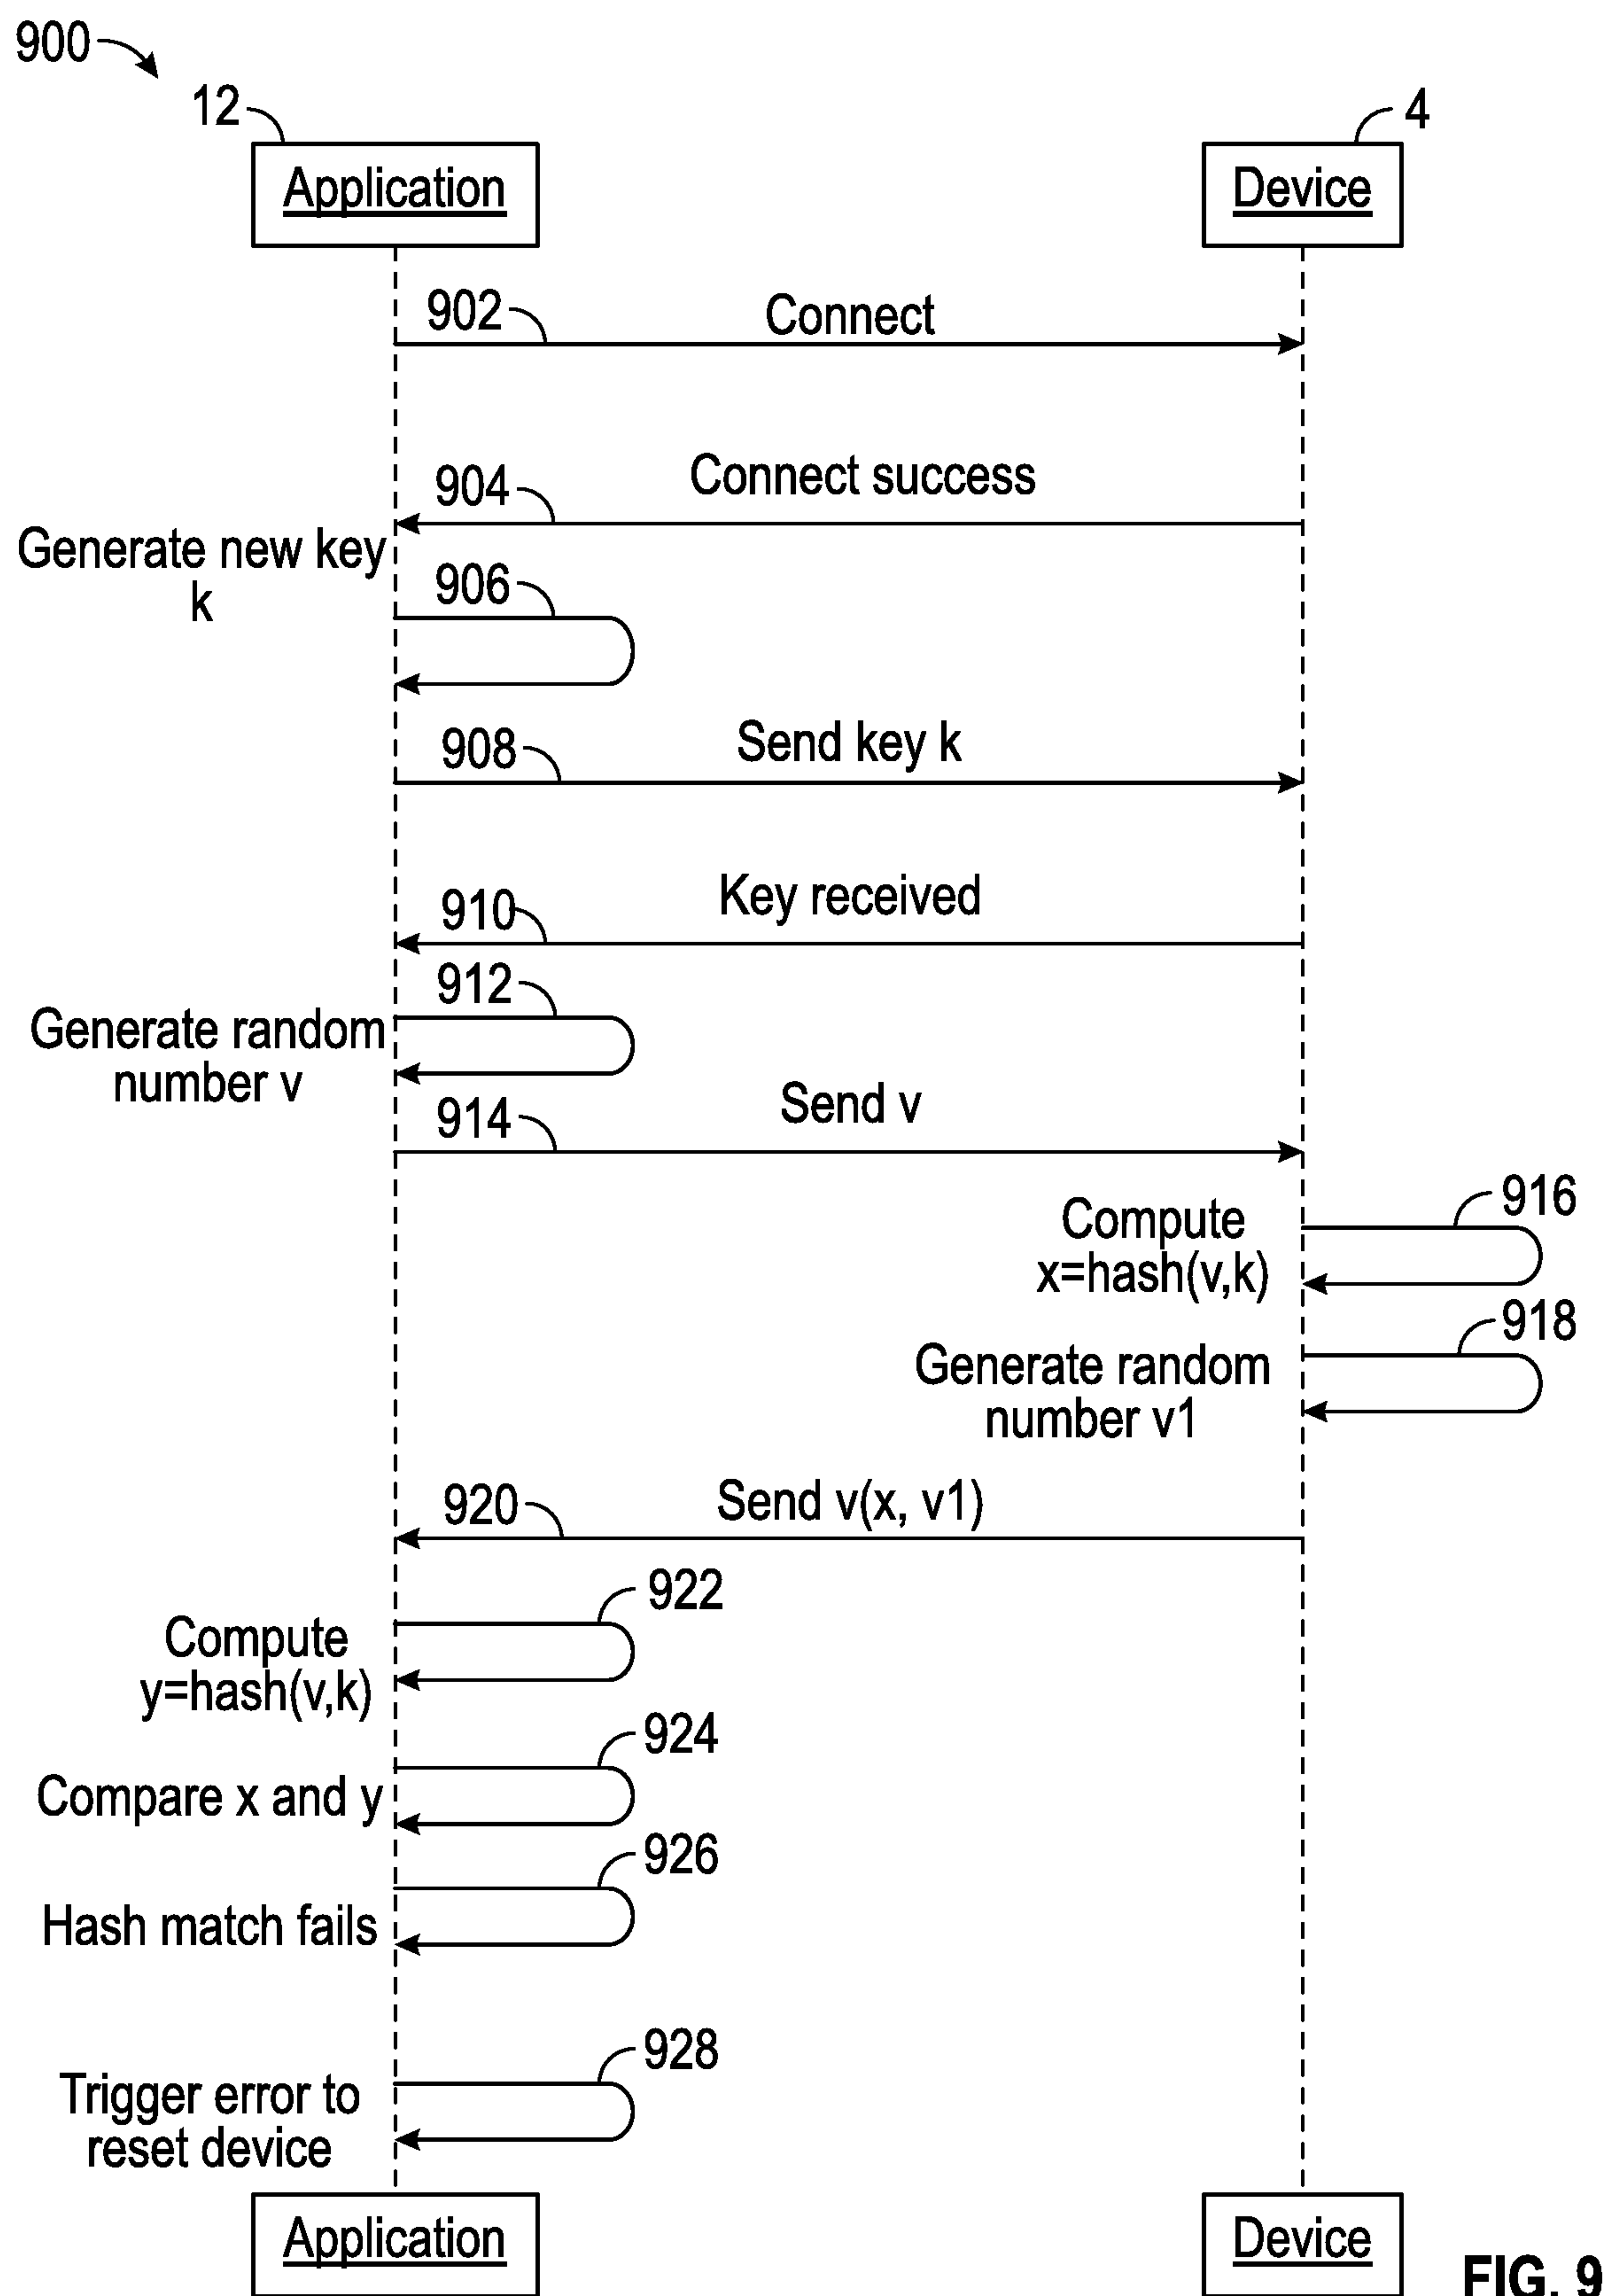 900
12
4
Application
Device
902
Connect
904
Connect success
Generate new key
k
906
908
Send key k
910
Key received
912
Generate random
number v
914
Send v
916
Compute
x=hash(v,k)
918
Generate random
number v1
920
Send v(x, v1)
922
Compute
y=hash(v,k)
924
Compare x and y
926
Hash match fails
928
Trigger error to
reset device
Application
Device
FIG. 9